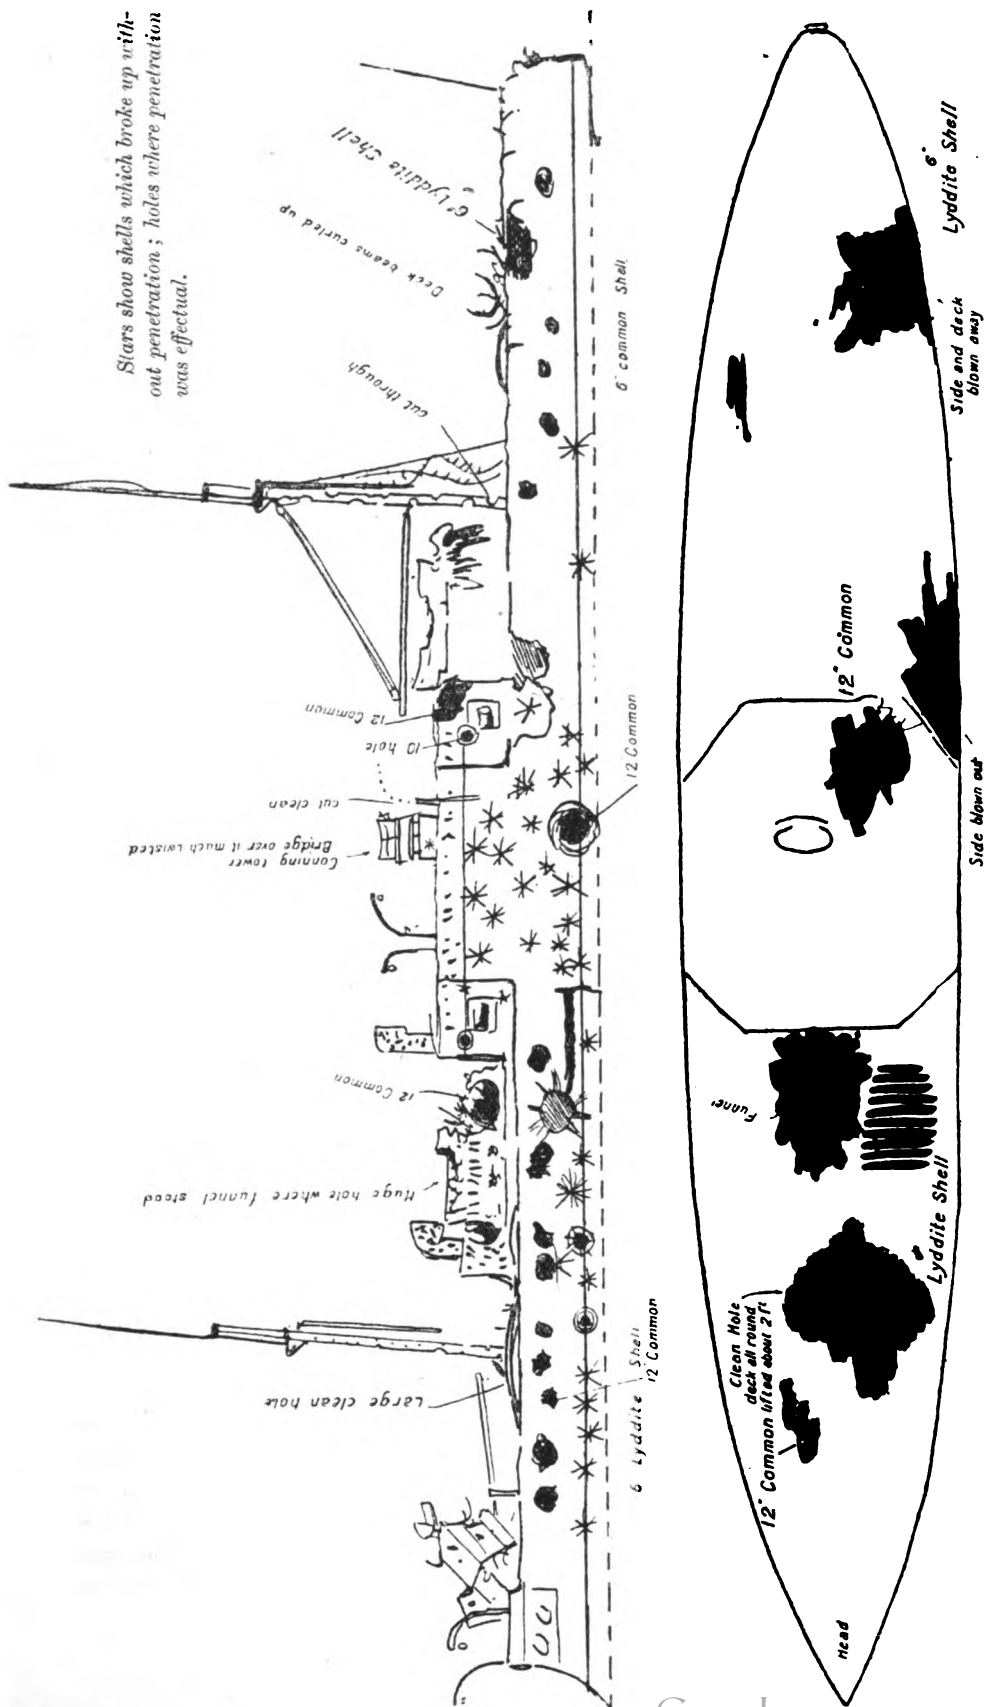 Stars show shells which broke up with-
out penetration; holes where penetration
was effectual.
6" Lyddite Shell
Deck beams curled up
cut through
6" common Shell
12 Common
10 hole
cut clean
Conning tower
Bridge over it much twisted
12 Common
12 Common
Huge hole where funnel stood
Large clean hole
6 Lyddite Shell
12" Common
6"
Lyddite Shell
Side and deck
blown away
12" Common
Side blown out
Funnel
Lyddite Shell
Clean Hole
deck all round
12" Common lifted about 2ft
Head